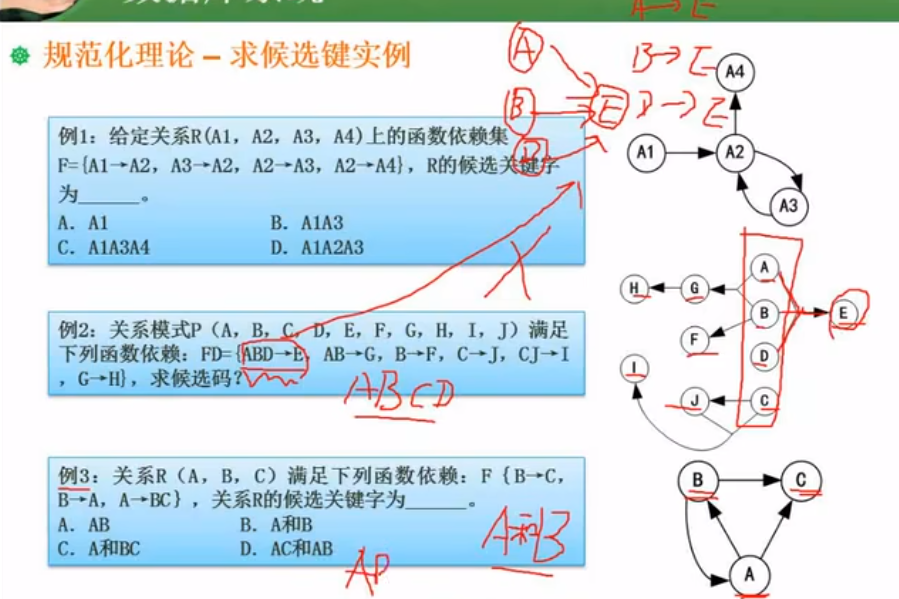 A→E
规范化理论－求候选键实例
A
B→E
B
E
D→E
D
例1：给定关系R(A1，A2，A3，A4)上的函数依赖集
F={A1→A2，A3→A2，A2→A3，A2→A4}，R的候选关键字
为______。
A．A1
B．A1A3
C．A1A3A4
D．A1A2A3
A4
A1
A2
A3
例2：关系模式P（A，B，C，D，E，F，G，H，I，J）满足
下列函数依赖：FD={ABD→E，AB→G，B→F，C→J，CJ→I
，G→H}，求候选码？
ABCD
A
H
G
B
E
F
D
I
J
C
例3：关系R（A，B，C）满足下列函数依赖：F{B→C，
B→A，A→BC}，关系R的候选关键字为______。
A．AB
B．A和B
C．A和BC
D．AC和AB
A和B
B
C
A